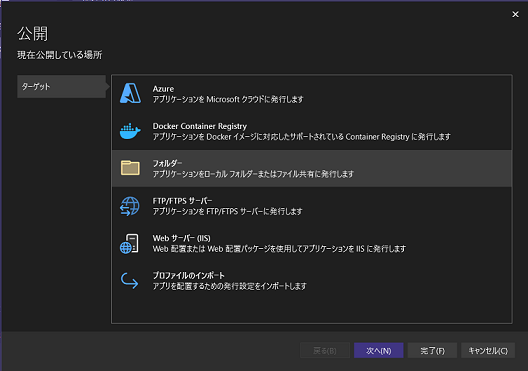 公開
現在公開している場所
ターゲット
Azure
アプリケーションを Microsoft クラウドに発行します
Docker Container Registry
アプリケーションを Docker イメージに対応したサポートされている Container Registry に発行します
フォルダー
アプリケーションをローカル フォルダーまたはファイル共有に発行します
FTP/FTPS サーバー
アプリケーションを FTP/FTPS サーバーに発行します
Web サーバー (IIS)
Web 配置または Web 配置パッケージを使用してアプリケーションを IIS に発行します
プロファイルのインポート
アプリを配置するための発行設定をインポートします
戻る(B) 次へ(N) 完了(F) キャンセル(C)